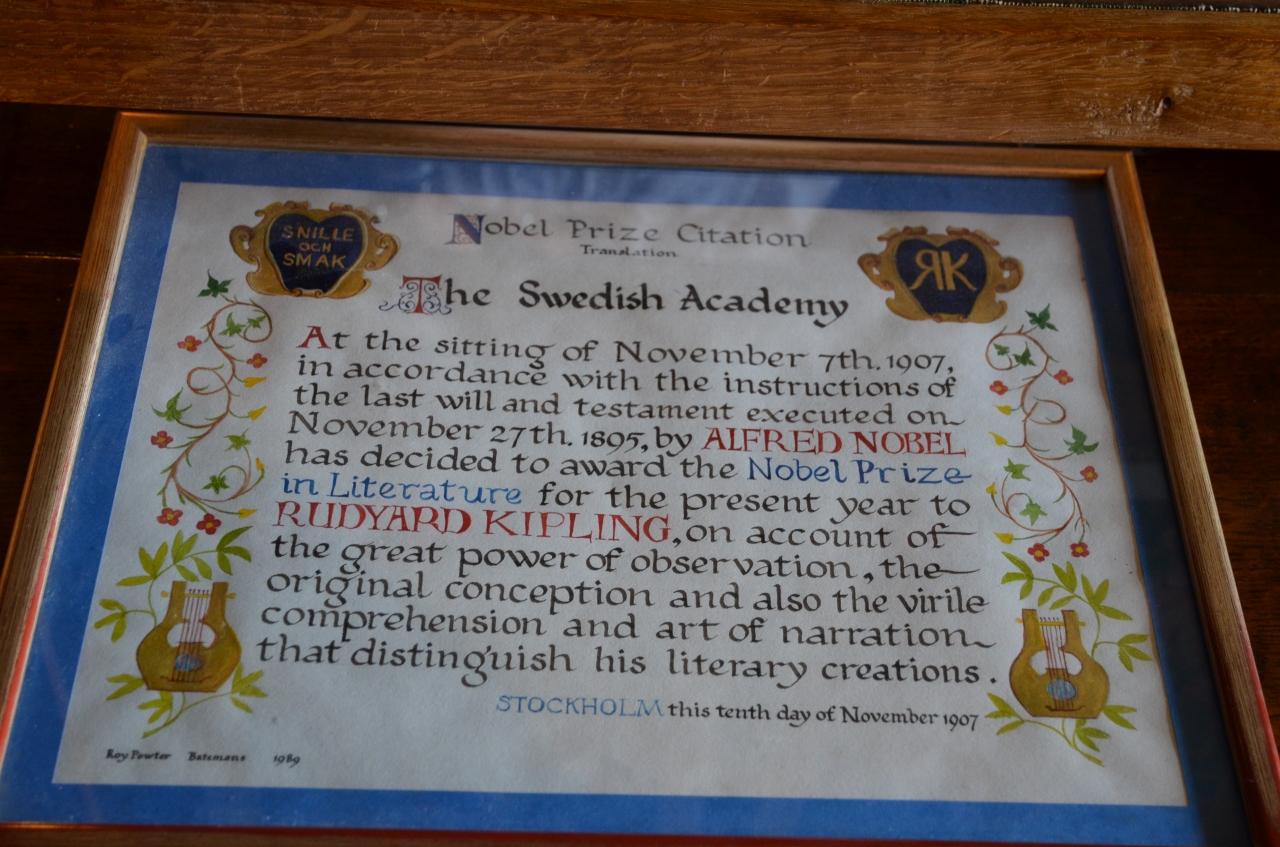 SNILLE
OCH
SMAK
Nobel Prize Citation
Translation
RK
The Swedish Academy
At the sitting of November 7th. 1907,
in accordance with the instructions of
the last will and testament executed on
November 27th. 1895, by ALFRED NOBEL
has decided to award the Nobel Prize
in Literature for the present year to
RUDYARD KIPLING, on account of
the great power of observation, the
original conception and also the virile
comprehension and art of narration
that distinguish his literary creations.
STOCKHOLM this tenth day of November 1907
Roy Powter Batemans 1989